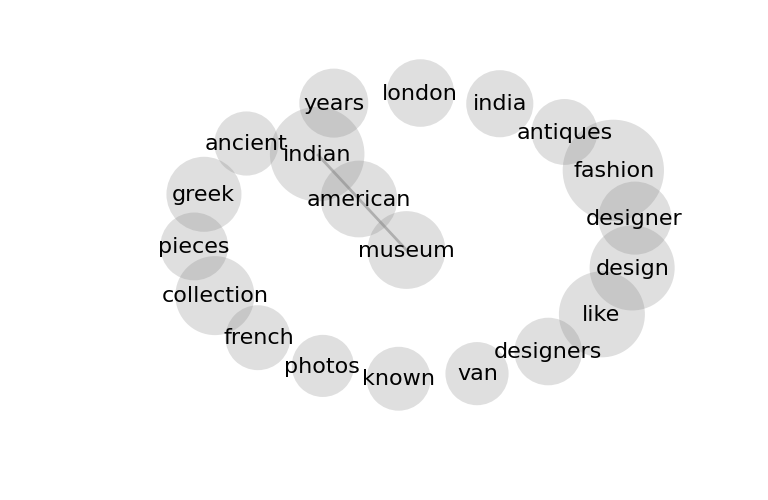 london
years
india
antiques
ancient
indian
fashion
greek
american
designer
pieces
museum
design
collection
like
french
designers
photos
known
van